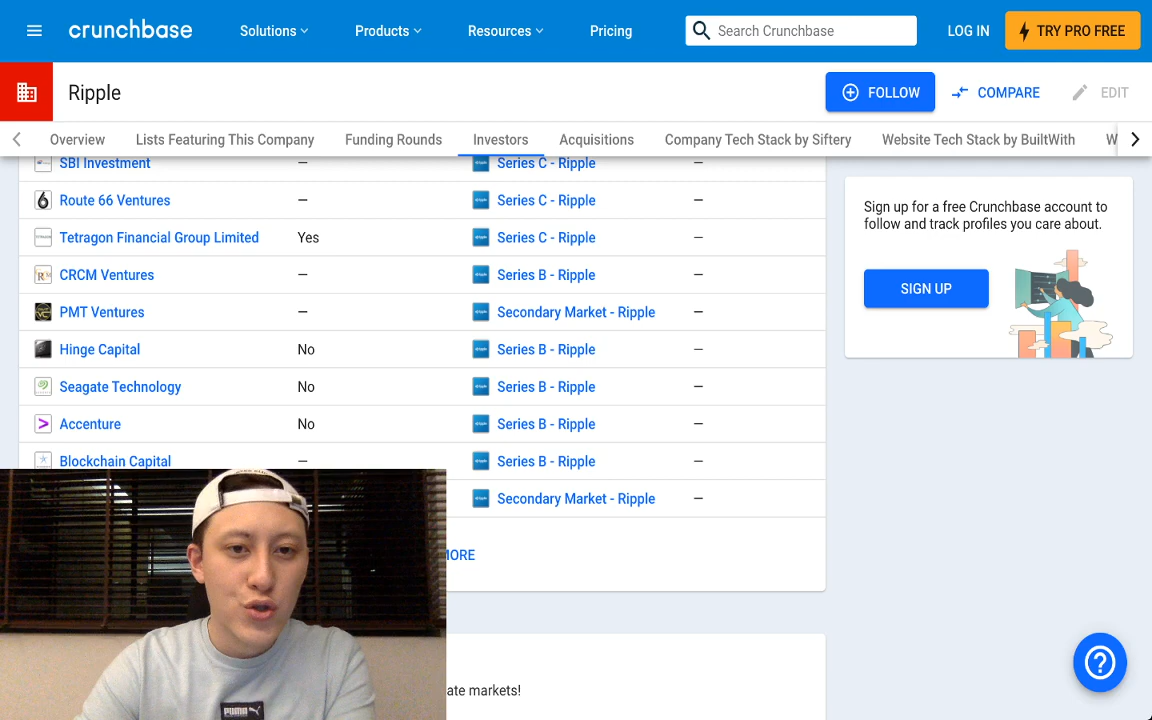 crunchbase
Solutions
Products
Resources
Pricing
Search Crunchbase
LOG IN
TRY PRO FREE
Ripple
FOLLOW
COMPARE
EDIT
Overview
Lists Featuring This Company
Funding Rounds
Investors
Acquisitions
Company Tech Stack by Siftery
Website Tech Stack by BuiltWith
W
SBI Investment — Series C - Ripple —
Route 66 Ventures — Series C - Ripple —
Tetragon Financial Group Limited Yes Series C - Ripple —
CRCM Ventures — Series B - Ripple —
PMT Ventures — Secondary Market - Ripple —
Hinge Capital No Series B - Ripple —
Seagate Technology No Series B - Ripple —
Accenture No Series B - Ripple —
Blockchain Capital — Series B - Ripple —
Secondary Market - Ripple —
MORE
ate markets!
Sign up for a free Crunchbase account to
follow and track profiles you care about.
SIGN UP
PUMA